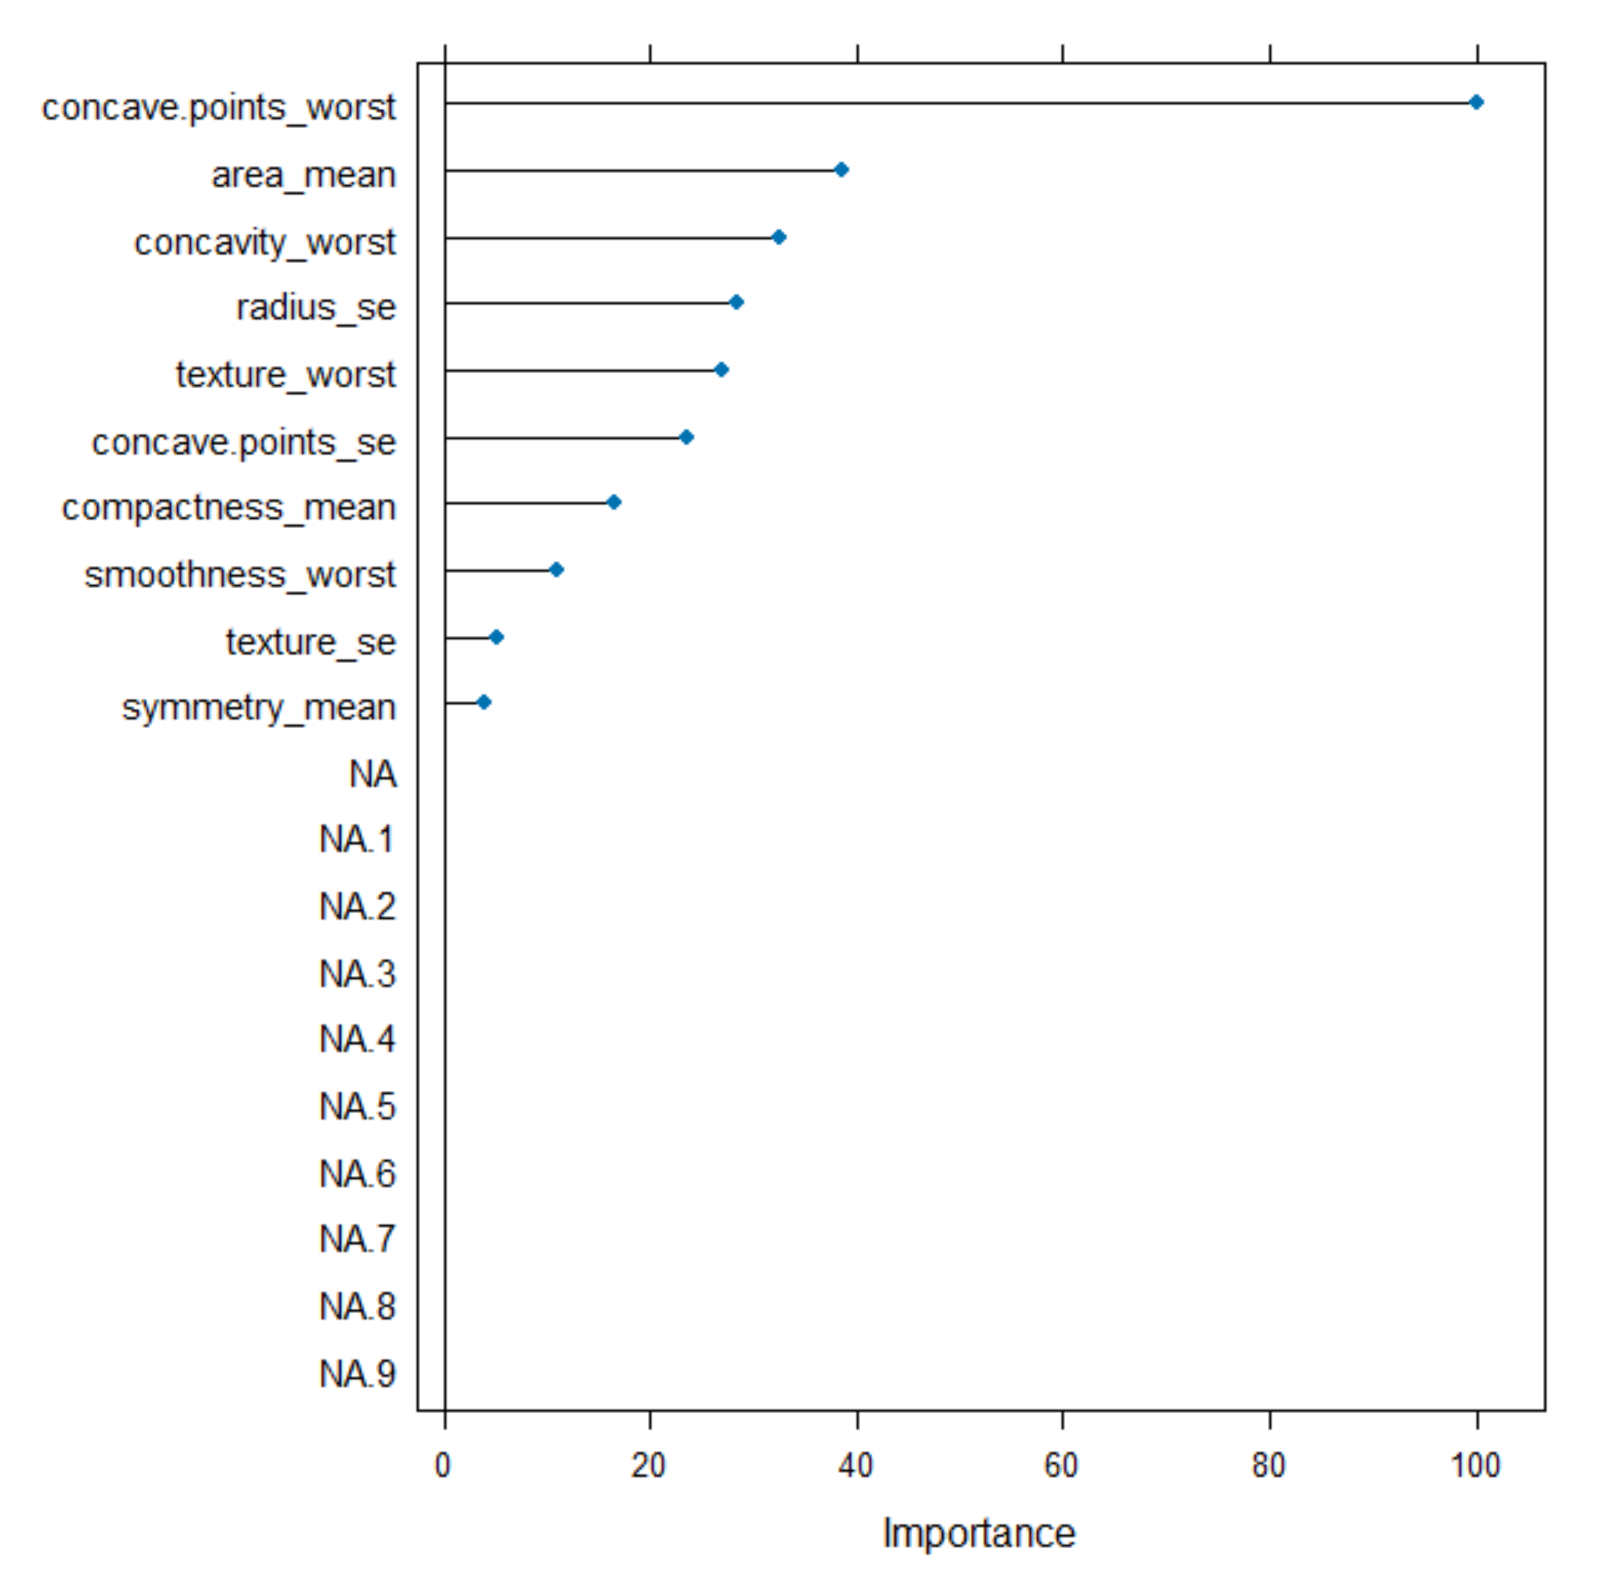 concave.points_worst
area_mean
concavity_worst
radius_se
texture_worst
concave.points_se
compactness_mean
smoothness_worst
texture_se
symmetry_mean
NA
NA.1
NA.2
NA.3
NA.4
NA.5
NA.6
NA.7
NA.8
NA.9
0 20 40 60 80 100
Importance